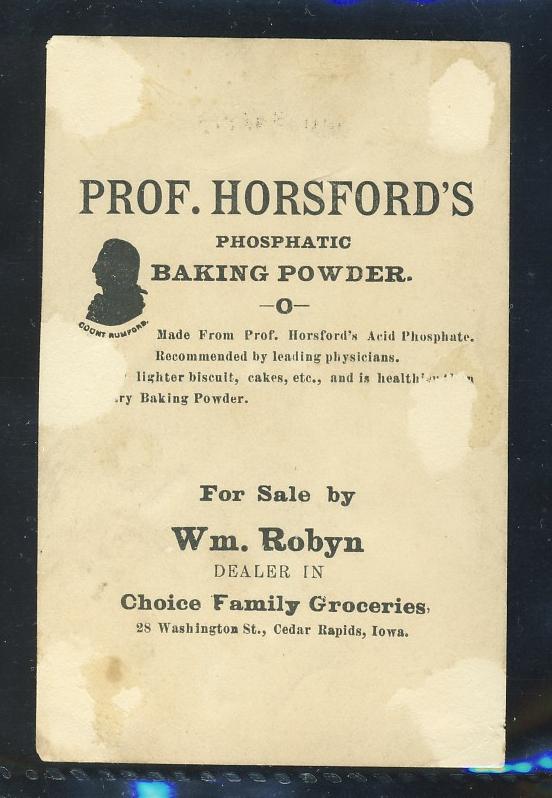 PROF. HORSFORD'S
PHOSPHATIC
BAKING POWDER.
—O—
COUNT RUMFORD.
Made From Prof. Horsford's Acid Phosphate.
Recommended by leading physicians.
lighter biscuit, cakes, etc., and is
ry Baking Powder.
For Sale by
Wm. Robyn
DEALER IN
Choice Family Groceries,
28 Washington St., Cedar Rapids, Iowa.